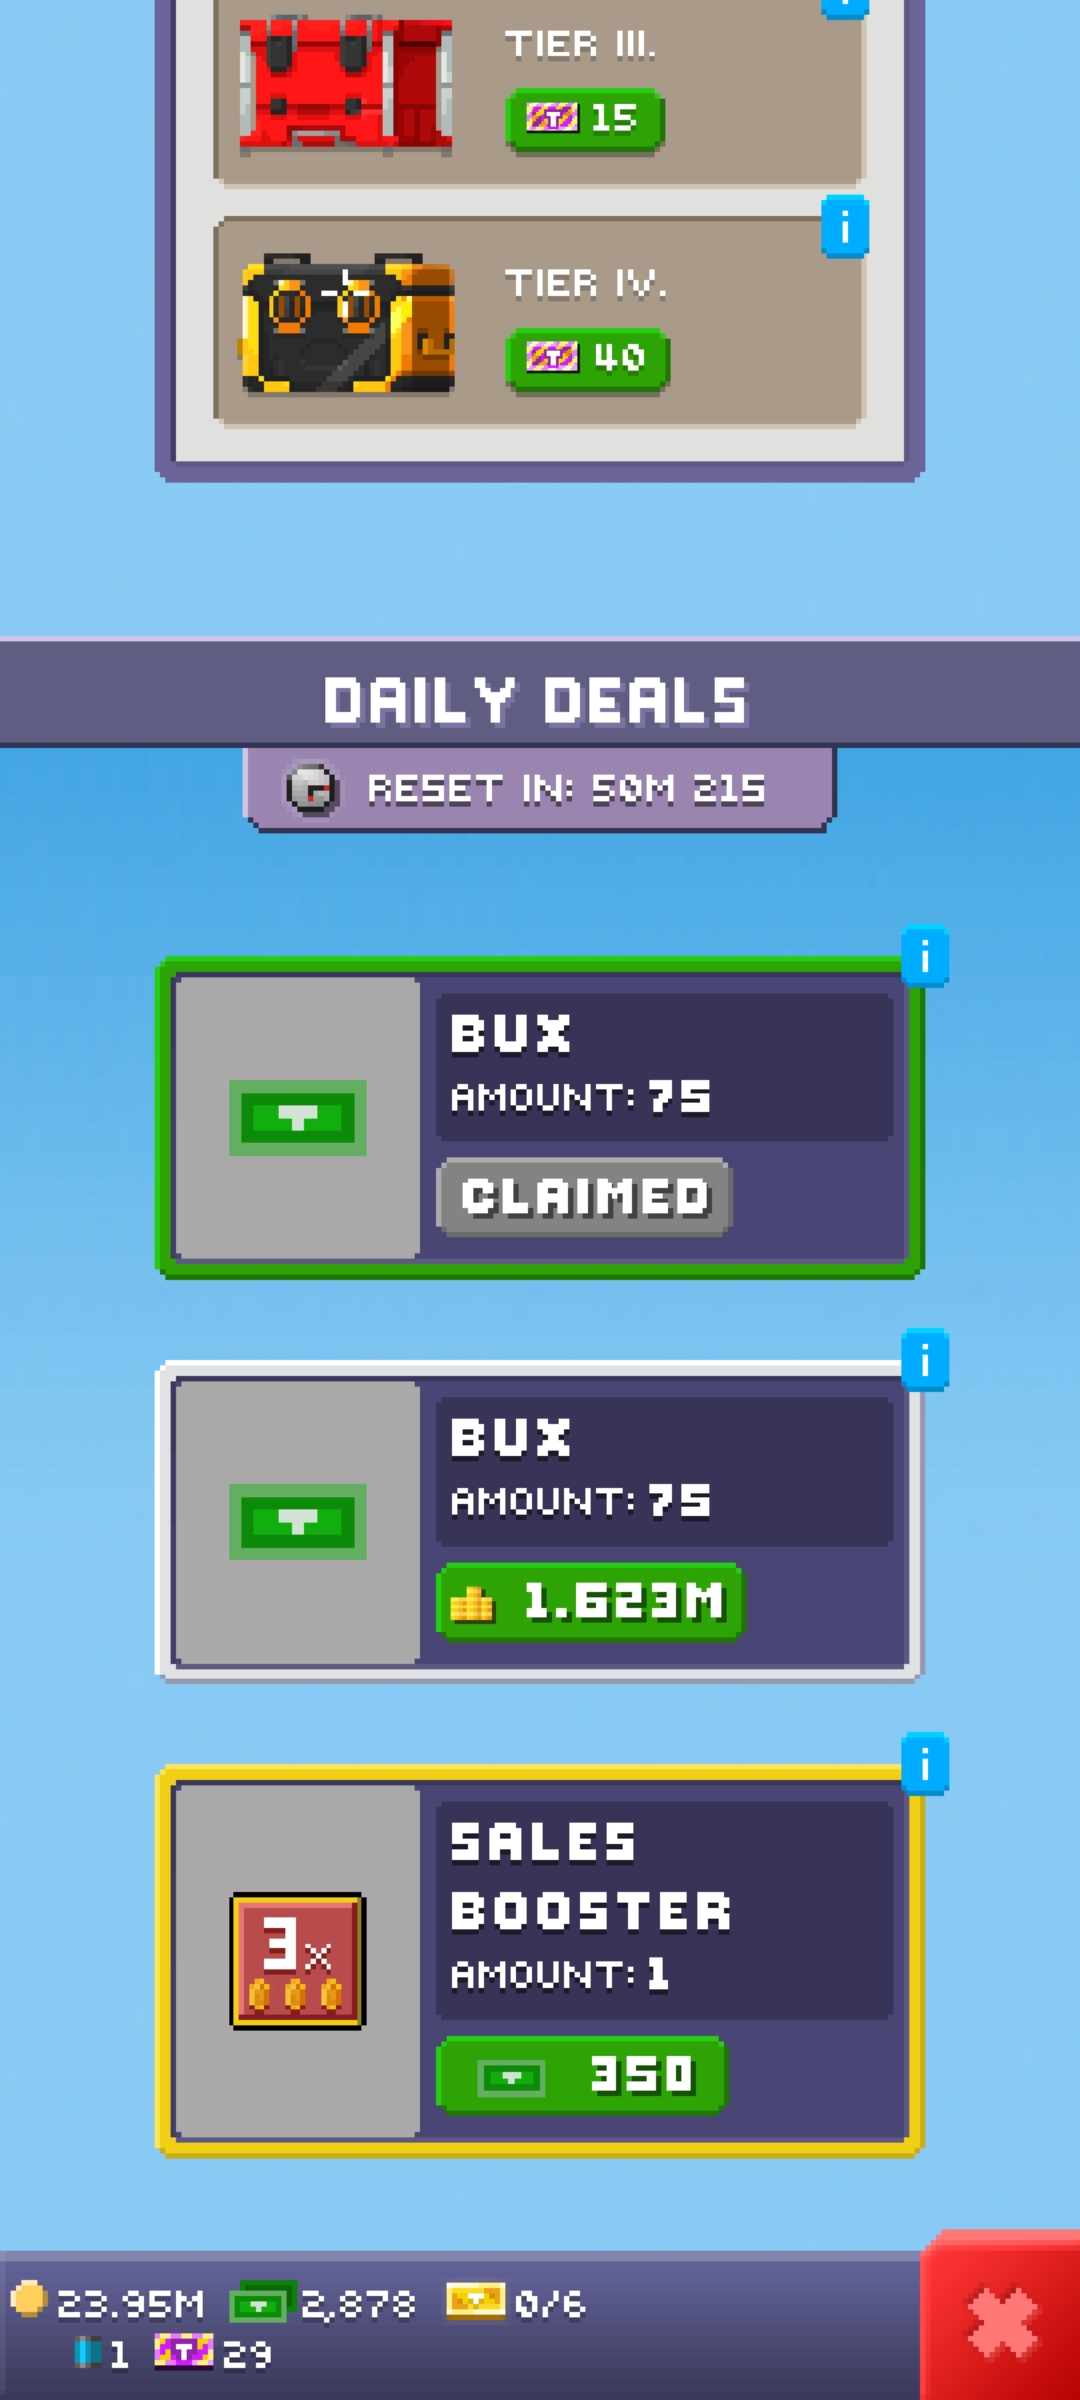 i
TIER III.
T 15
i
TIER IV.
T 40
DAILY DEALS
RESET IN: 50M 21S
i
BUX
AMOUNT: 75
CLAIMED
i
BUX
AMOUNT: 75
1.623M
i
SALES
BOOSTER
AMOUNT: 1
3x
350
23.95M 2,878 0/6
1 T 29